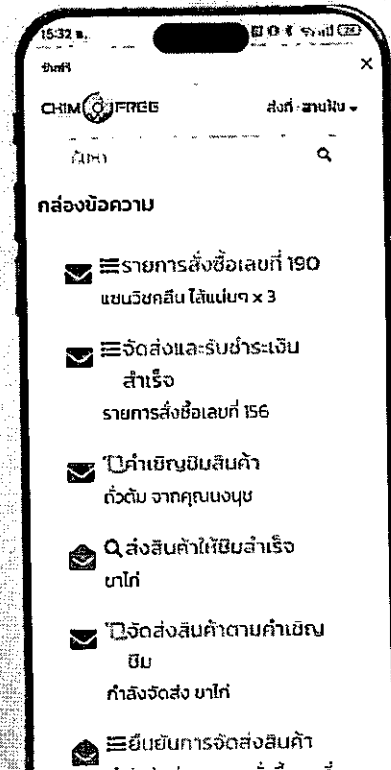 15:32 น.
ชิมฟรี
CHIM FREE
ส่งที่ :
ค้นหา
กล่องข้อความ
รายการสั่งซื้อเลขที่ 190
แซนวิชคลีน ไส้แน่นๆ x 3
จัดส่งและรับชำระเงิน
สำเร็จ
รายการสั่งซื้อเลขที่ 156
คำเชิญชิมสินค้า
ถั่วต้ม จากคุณนงนุช
ส่งสินค้าให้ชิมสำเร็จ
ขาไก่
จัดส่งสินค้าตามคำเชิญ
ชิม
กำลังจัดส่ง ขาไก่
ยืนยันการจัดส่งสินค้า